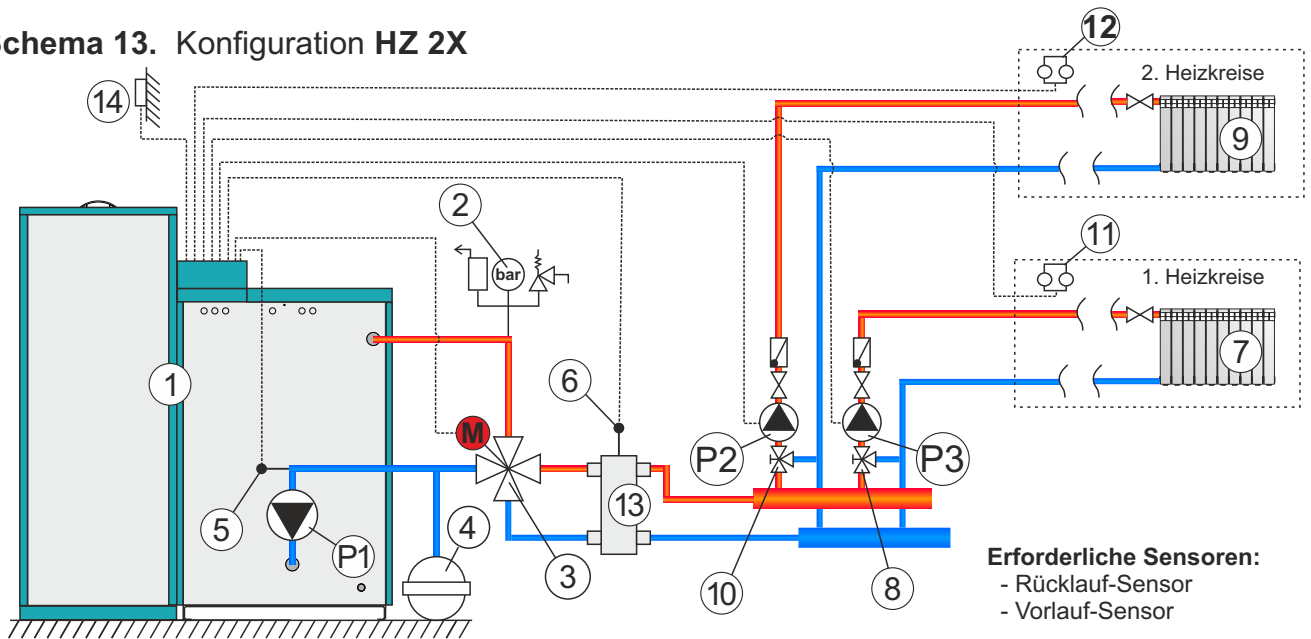 Schema 13. Konfiguration HZ 2X
12
2. Heizkreise
14
9
2
11
bar
1. Heizkreise
7
1
6
M
P2
P3
13
5
P1
4
3
10
8
Erforderliche Sensoren:
- Rücklauf-Sensor
- Vorlauf-Sensor